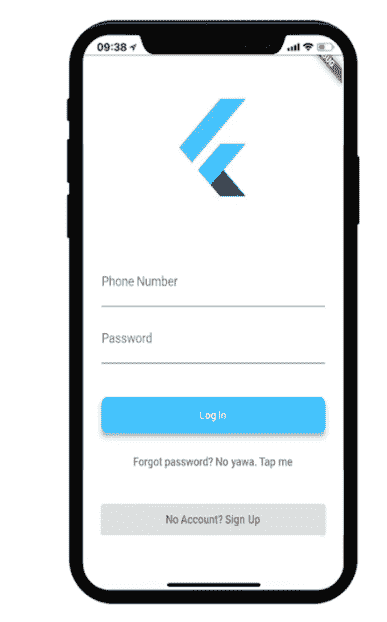 09:38
Phone Number
Password
Log In
Forgot password? No yawa. Tap me
No Account? Sign Up